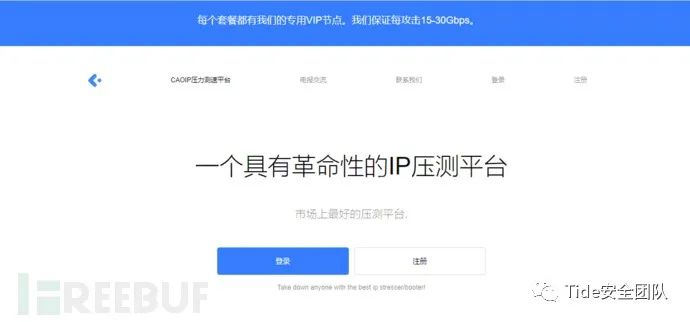 每个套餐都有我们的专用VIP节点。我们保证每攻击15-30Gbps。
CAOIP压力测速平台
电报交流
联系我们
登录
注册
一个具有革命性的IP压测平台
市场上最好的压测平台.
登录
注册
Take down anyone with the best ip stresser/booter!
FREEBUF
Tide安全团队